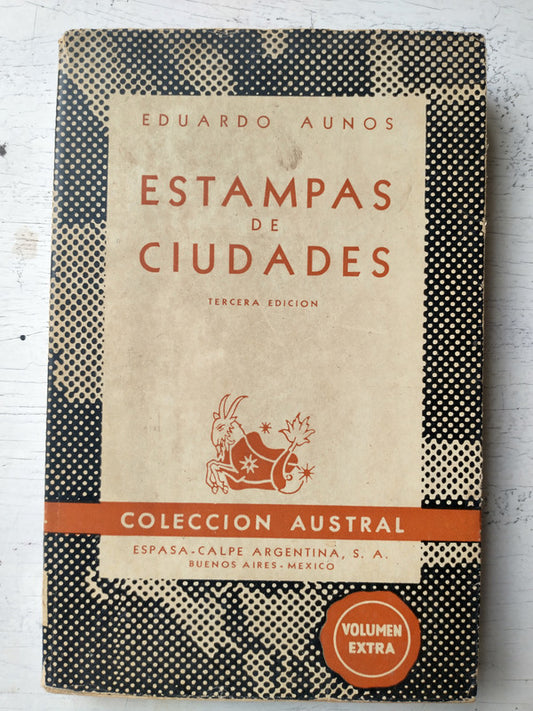 EDUARDO AUNOS
ESTAMPAS
DE
CIUDADES
TERCERA EDICION
COLECCION AUSTRAL
ESPASA-CALPE ARGENTINA, S. A.
BUENOS AIRES - MEXICO
VOLUMEN
EXTRA